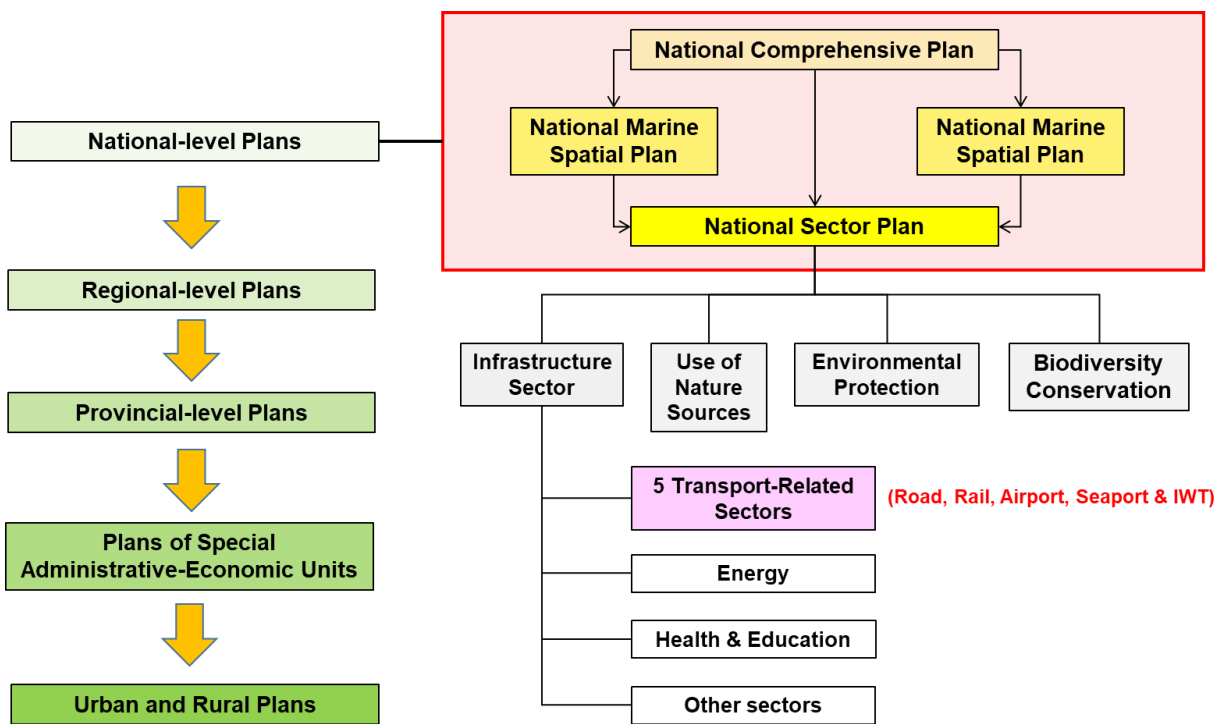 National-level Plans
Regional-level Plans
Provincial-level Plans
Plans of Special
Administrative-Economic Units
Urban and Rural Plans
National Comprehensive Plan
National Marine
Spatial Plan
National Marine
Spatial Plan
National Sector Plan
Infrastructure
Sector
Use of
Nature
Sources
Environmental
Protection
Biodiversity
Conservation
5 Transport-Related
Sectors
(Road, Rail, Airport, Seaport & IWT)
Energy
Health & Education
Other sectors